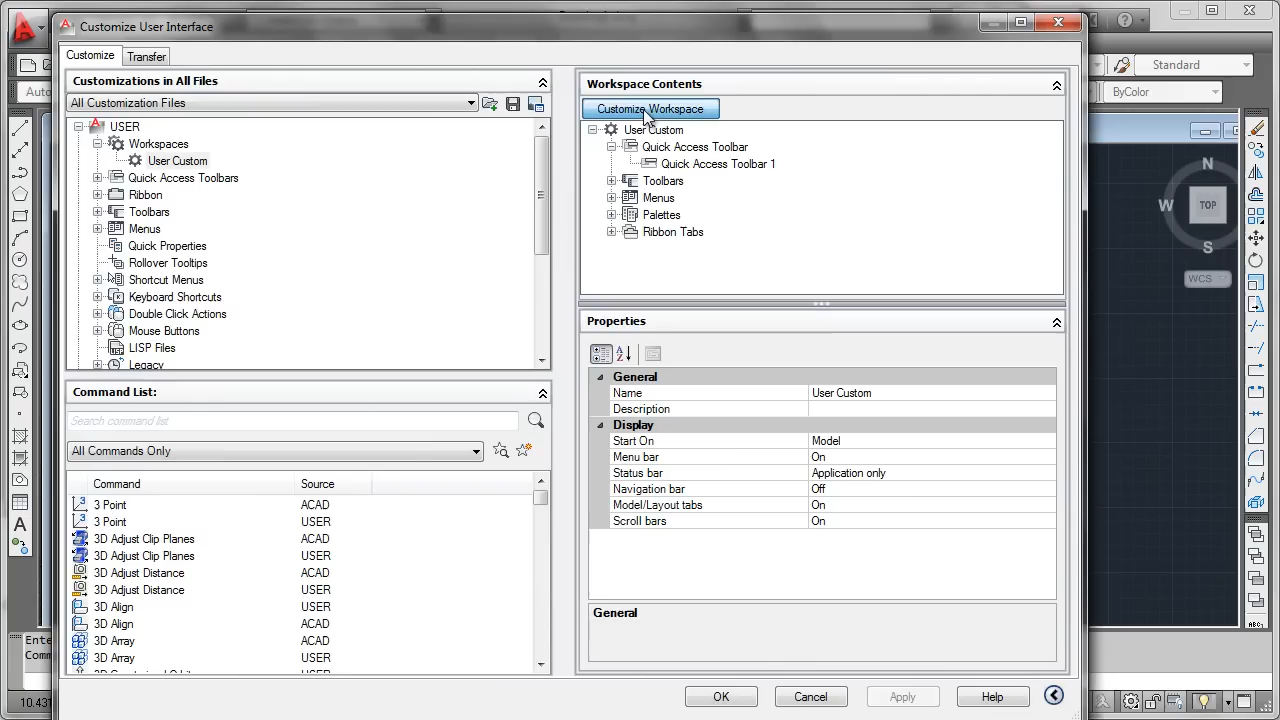 Customize User Interface
Customize
Transfer
Customizations in All Files
All Customization Files
USER
Workspaces
User Custom
Quick Access Toolbars
Ribbon
Toolbars
Menus
Quick Properties
Rollover Tooltips
Shortcut Menus
Keyboard Shortcuts
Double Click Actions
Mouse Buttons
LISP Files
Legacy
Command List:
Search command list
All Commands Only
Command Source
3 Point ACAD
3 Point USER
3D Adjust Clip Planes ACAD
3D Adjust Clip Planes USER
3D Adjust Distance ACAD
3D Adjust Distance USER
3D Align ACAD
3D Align USER
3D Array ACAD
3D Array USER
Workspace Contents
Customize Workspace
User Custom
Quick Access Toolbar
Quick Access Toolbar 1
Toolbars
Menus
Palettes
Ribbon Tabs
Properties
General
Name User Custom
Description
Display
Start On Model
Menu bar On
Status bar Application only
Navigation bar Off
Model/Layout tabs On
Scroll bars On
General
OK
Cancel
Apply
Help
Standard
ByColor
N
W
TOP
S
WCS
Auto
Ente
Comm
10.431
A
ABC